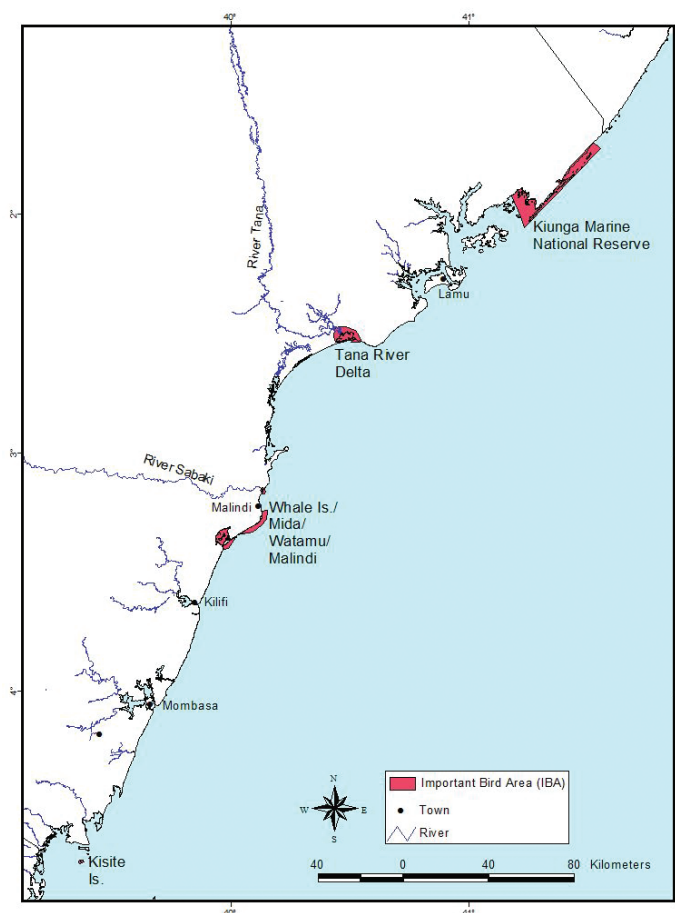 40°
41°
2°
River Tana
Kiunga Marine
National Reserve
Lamu
Tana River
Delta
3°
River Sabaki
Malindi
Whale Is./
Mida/
Watamu/
Malindi
Kilifi
4°
Mombasa
N
W E
S
Important Bird Area (IBA)
Town
River
40 0 40 80 Kilometers
Kisite
Is.
40°
41°